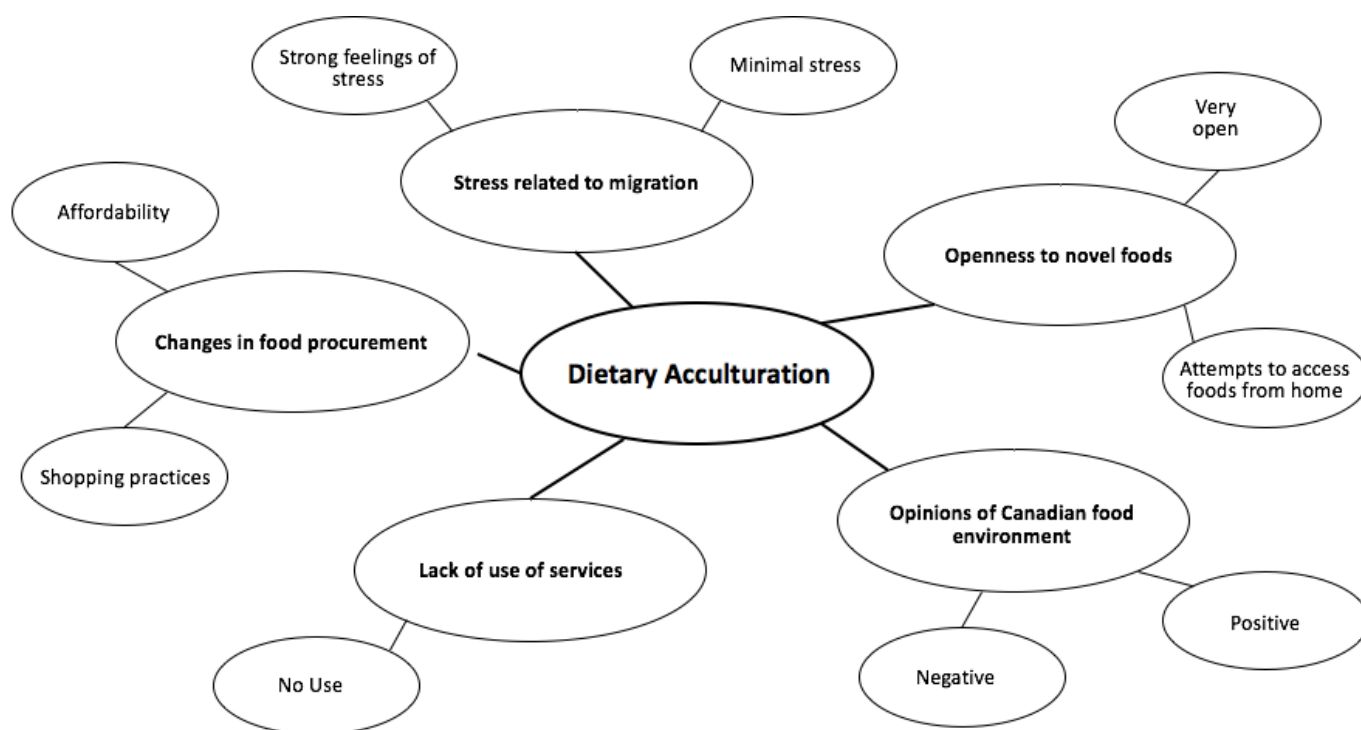 Strong feelings of
stress
Minimal stress
Very
open
Stress related to migration
Affordability
Openness to novel foods
Changes in food procurement
Dietary Acculturation
Attempts to access
foods from home
Shopping practices
Opinions of Canadian food
environment
Lack of use of services
Positive
Negative
No Use